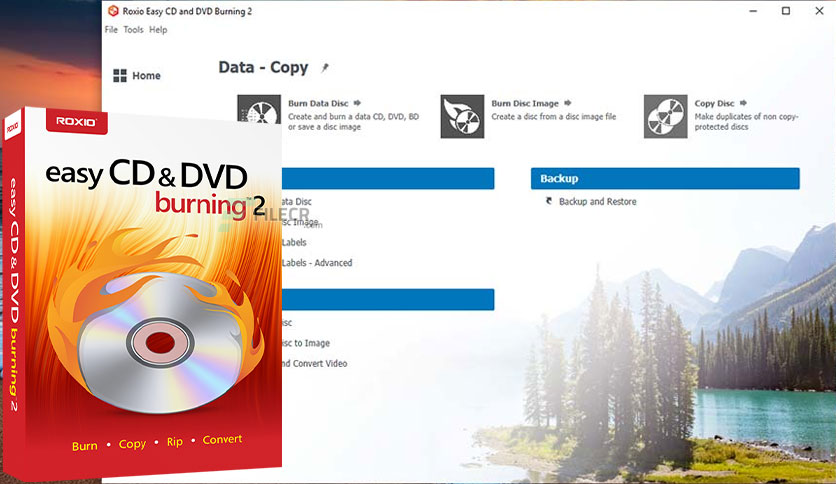 Roxio Easy CD and DVD Burning 2
File Tools Help
Home
Data - Copy
Burn Data Disc
Create and burn a data CD, DVD, BD
or save a disc image
Burn Disc Image
Create a disc from a disc image file
Copy Disc
Make duplicates of non copy-
protected discs
Backup
ata Disc
Backup and Restore
isc Image
Labels
Labels - Advanced
isc
isc to Image
nd Convert Video
ROXIO
easy CD & DVD
burning™ 2
FILECR
.com
Burn • Copy • Rip • Convert
easy CD & DVD burning 2